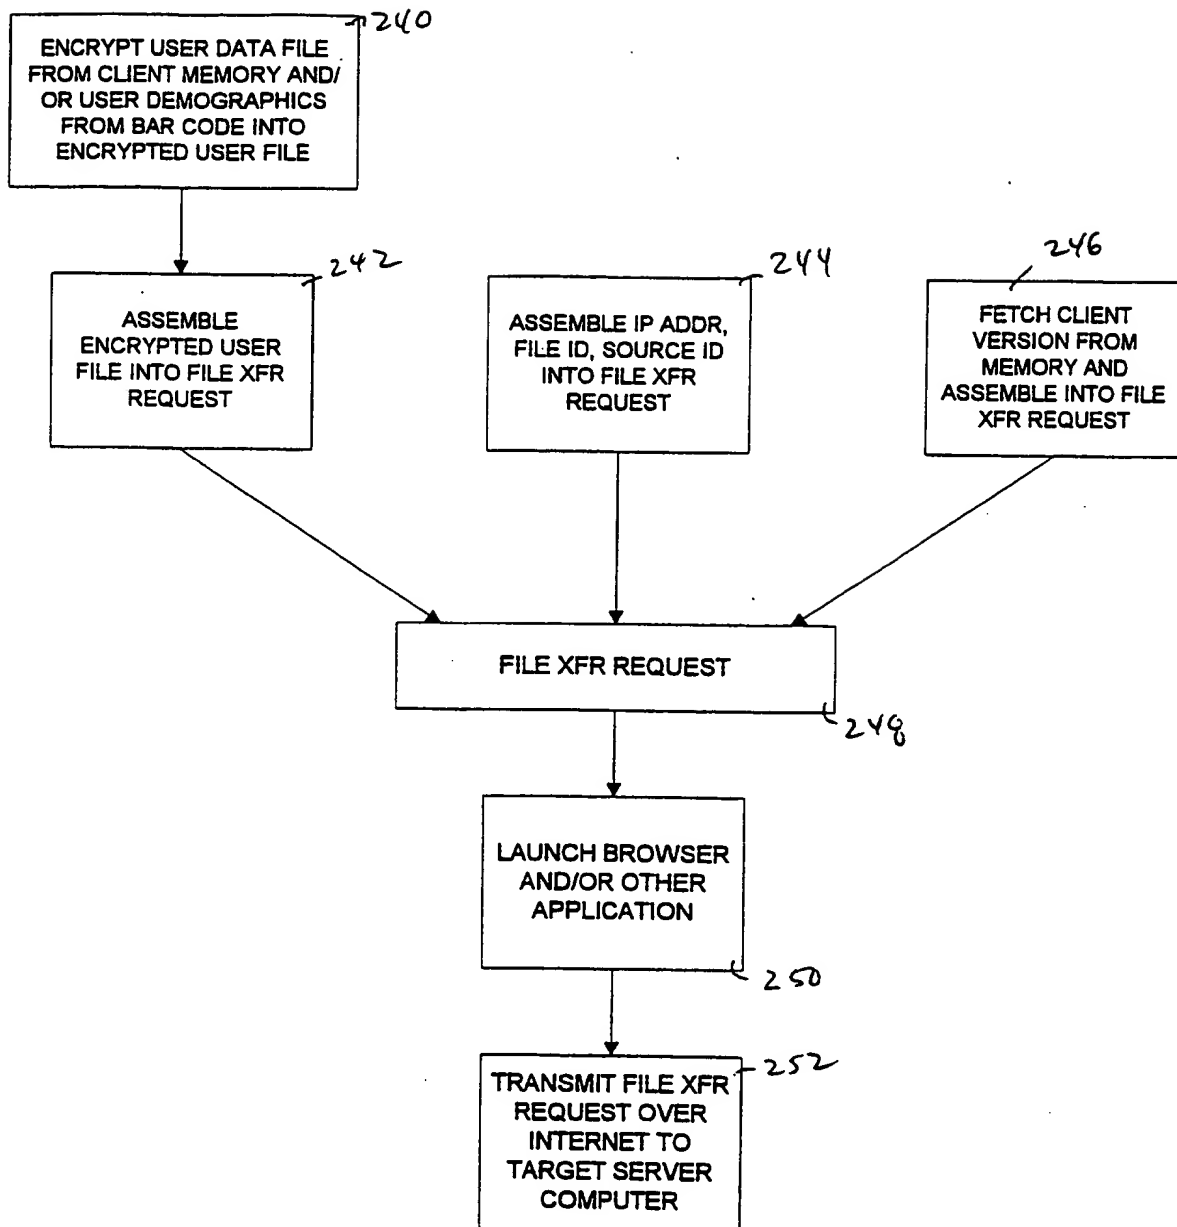 240
ENCRYPT USER DATA FILE
FROM CLIENT MEMORY AND/
OR USER DEMOGRAPHICS
FROM BAR CODE INTO
ENCRYPTED USER FILE
242
ASSEMBLE
ENCRYPTED USER
FILE INTO FILE XFR
REQUEST
244
ASSEMBLE IP ADDR,
FILE ID, SOURCE ID
INTO FILE XFR
REQUEST
246
FETCH CLIENT
VERSION FROM
MEMORY AND
ASSEMBLE INTO FILE
XFR REQUEST
FILE XFR REQUEST
248
LAUNCH BROWSER
AND/OR OTHER
APPLICATION
250
252
TRANSMIT FILE XFR
REQUEST OVER
INTERNET TO
TARGET SERVER
COMPUTER